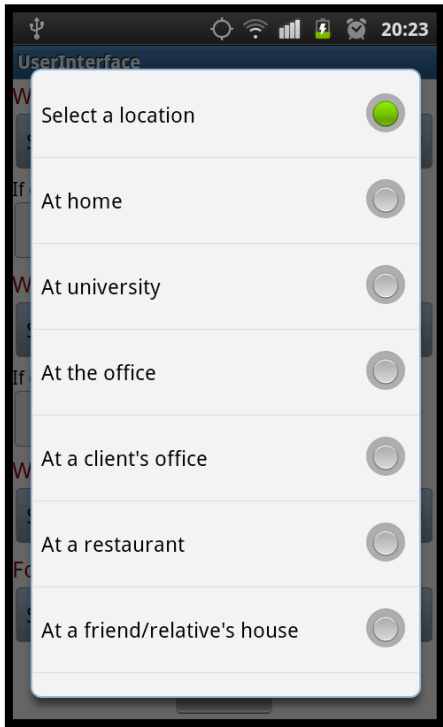 20:23
UserInterface
Select a location
At home
At university
At the office
At a client's office
At a restaurant
At a friend/relative's house